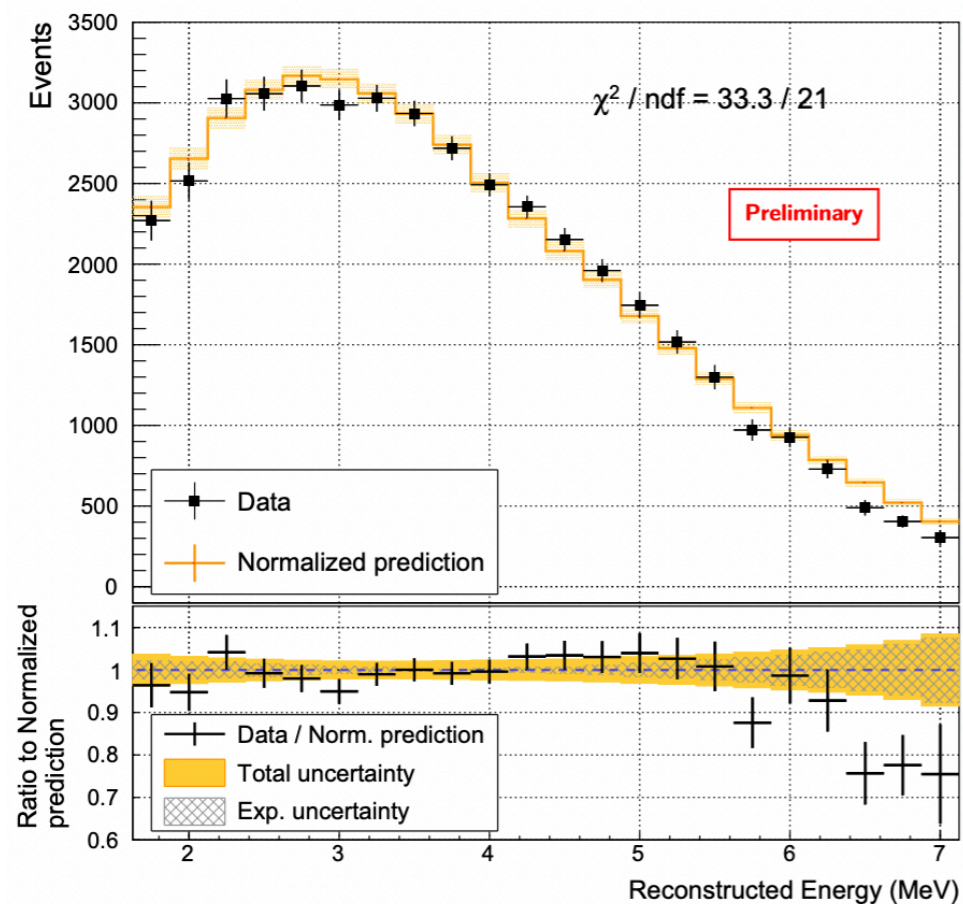 Events
3500
3000
2500
2000
1500
1000
500
0
χ² / ndf = 33.3 / 21
Preliminary
Data
Normalized prediction
Ratio to Normalized
prediction
1.1
1
0.9
0.8
0.7
0.6
Data / Norm. prediction
Total uncertainty
Exp. uncertainty
2 3 4 5 6 7
Reconstructed Energy (MeV)